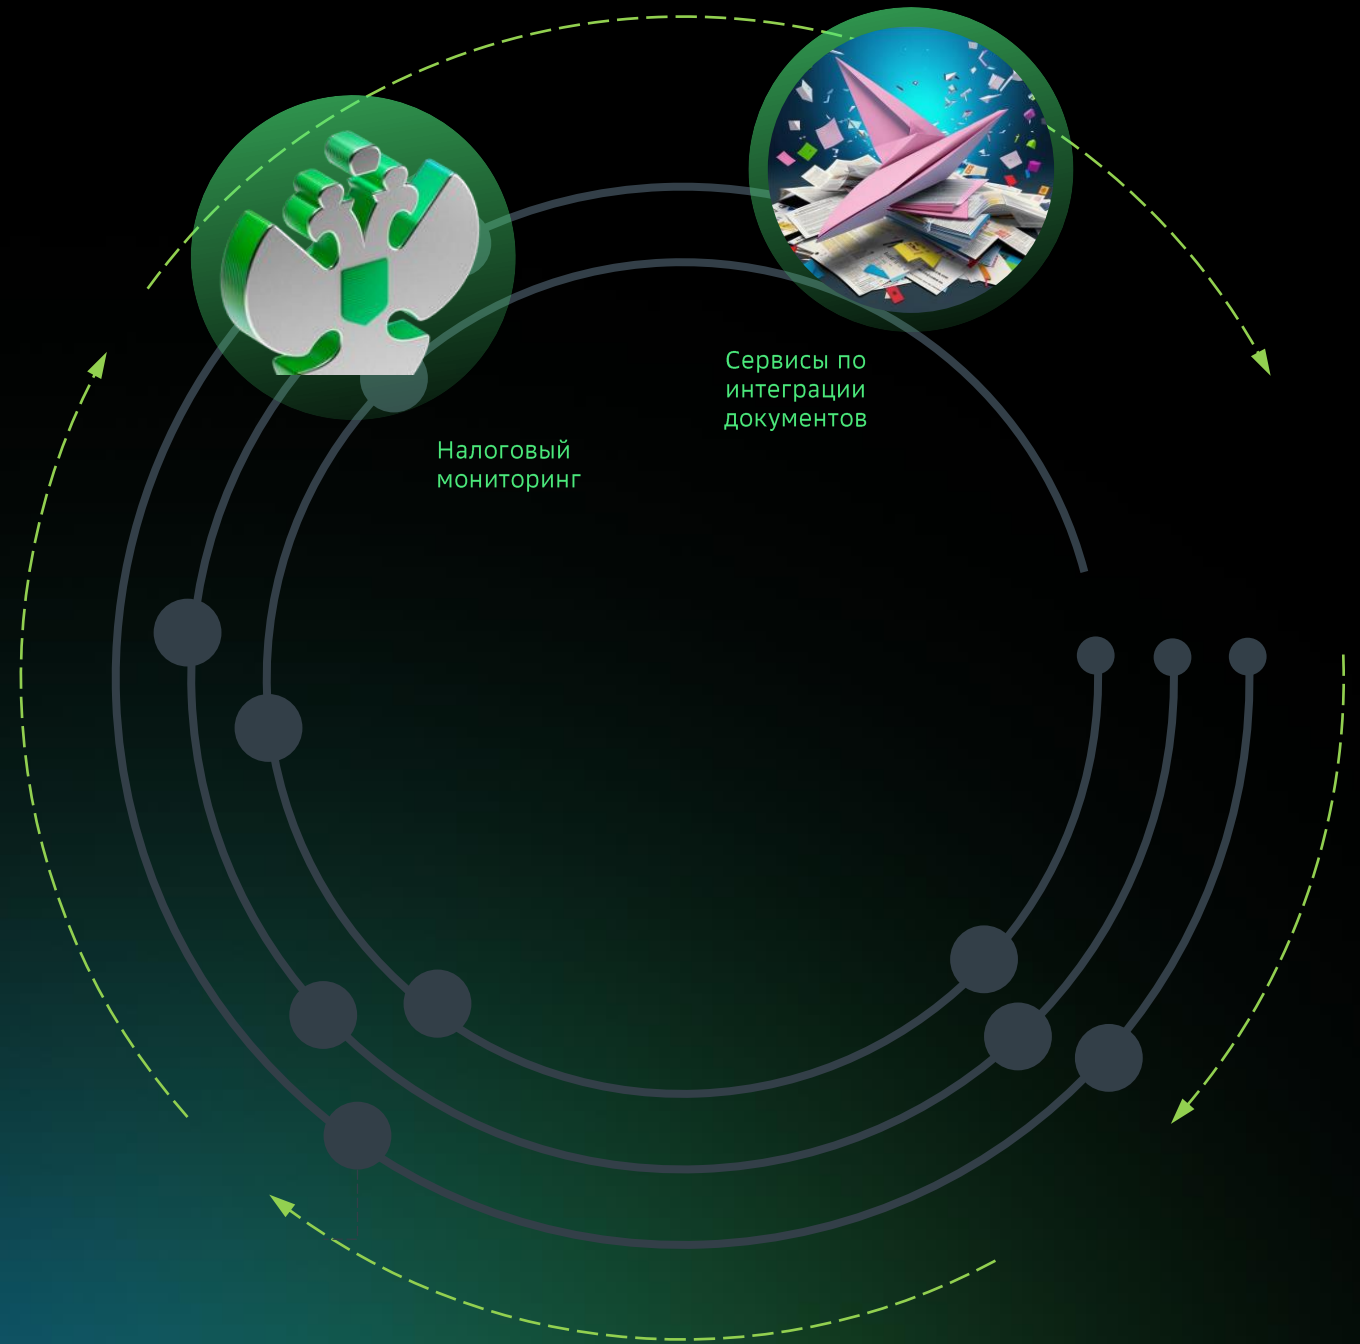 Сервисы по
интеграции
документов
Налоговый
мониторинг